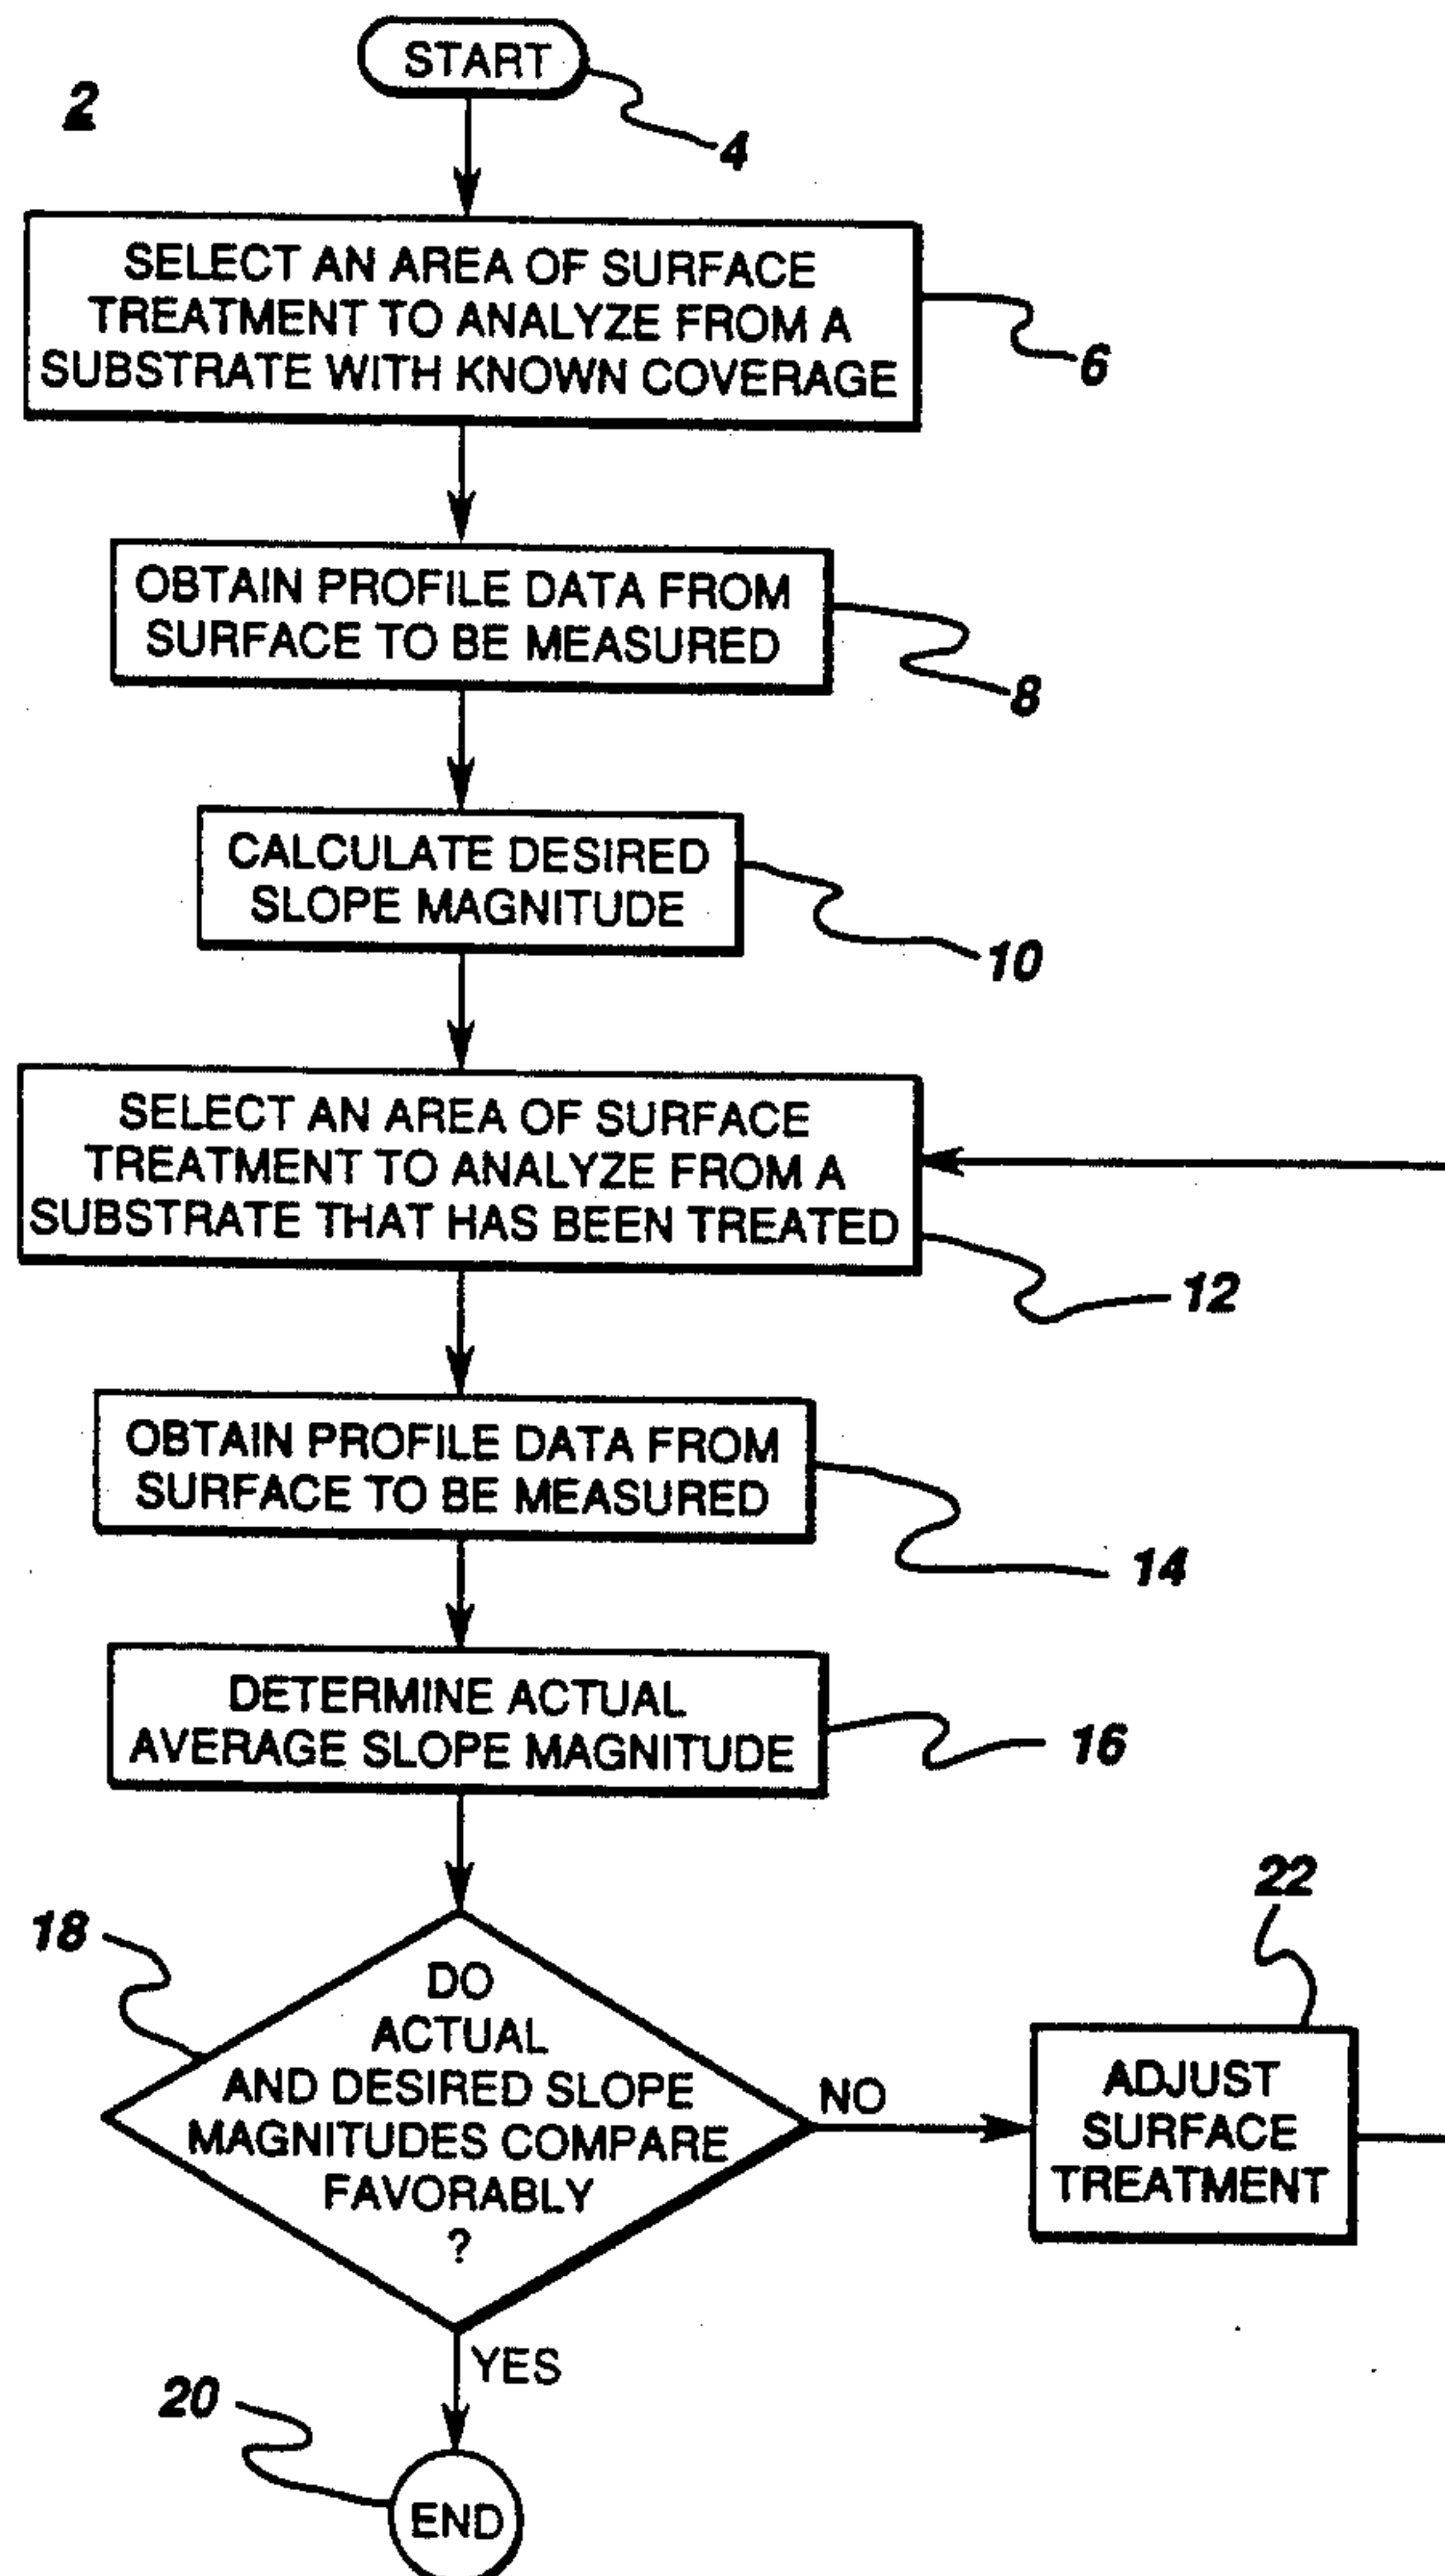 START
2
4
SELECT AN AREA OF SURFACE
TREATMENT TO ANALYZE FROM A
SUBSTRATE WITH KNOWN COVERAGE
6
OBTAIN PROFILE DATA FROM
SURFACE TO BE MEASURED
8
CALCULATE DESIRED
SLOPE MAGNITUDE
10
SELECT AN AREA OF SURFACE
TREATMENT TO ANALYZE FROM A
SUBSTRATE THAT HAS BEEN TREATED
12
OBTAIN PROFILE DATA FROM
SURFACE TO BE MEASURED
14
DETERMINE ACTUAL
AVERAGE SLOPE MAGNITUDE
16
18
DO
ACTUAL
AND DESIRED SLOPE
MAGNITUDES COMPARE
FAVORABLY
?
NO
22
ADJUST
SURFACE
TREATMENT
YES
20
END